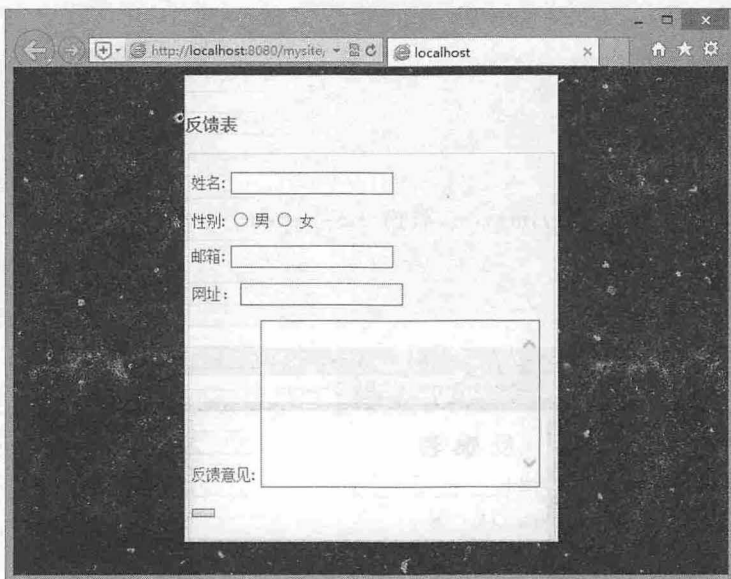 http://localhost:8080/mysite,
localhost
反馈表
姓名:
性别: 男 女
邮箱:
网址：
反馈意见: